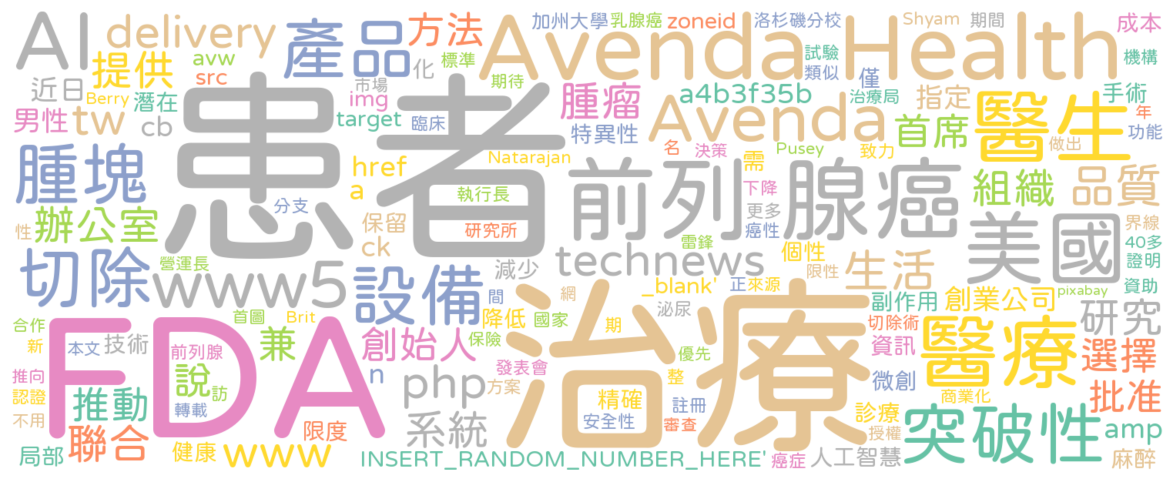 AI delivery 產品 方法 加州大學 乳腺癌 zoneid 洛杉磯分校 Shyam 期間 成本
提供 avw src 化 標準 Avenda Health 試驗 類似 僅 機構
近日 Berry 潛在 市場 img 期待 腫瘤 a4b3f35b 治療局 指定 手術
男性 tw cb target 臨床 特異性 Avenda 首席 醫生 年 功能
腫塊 患者 href Natarajan 名 決策 Pusey 需 致力 做出
a 執行長 前列 腺癌 下降 組織 品質
性 辦公室 分支 保留 研究所 更多 癌性 美國 界線
切除 營運長 www5 ck 減少 technews 雷鋒 個性 限性 生活 40多 證明
設備 間 網 _blank' 正 來源 泌尿 副作用 創業公司 pixabay 資助
合作 首圖 Brit 降低 國家 期 治療 切除術 研究
新 本文 技術 FDA 兼 創始人 保險 優先 資訊 醫療 選擇
推向 前列腺 說 訪 n php 發表會 方案 整 微創 商業化
認證 轉載 精確 註冊 批准
不用 推動 限度 系統 安全性 審查 診療 授權 突破性 amp
局部 聯合 健康 www INSERT_RANDOM_NUMBER_HERE' 癌症 人工智慧 麻醉